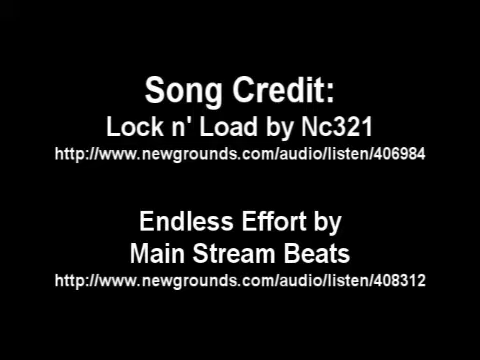 Song Credit:
Lock n' Load by Nc321
http://www.newgrounds.com/audio/listen/406984
Endless Effort by
Main Stream Beats
http://www.newgrounds.com/audio/listen/408312